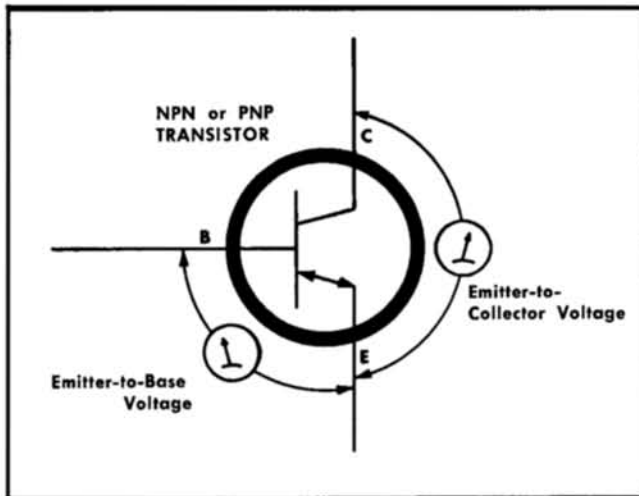 NPN or PNP
TRANSISTOR
C
B
Emitter-to-
Collector Voltage
E
Emitter-to-Base
Voltage